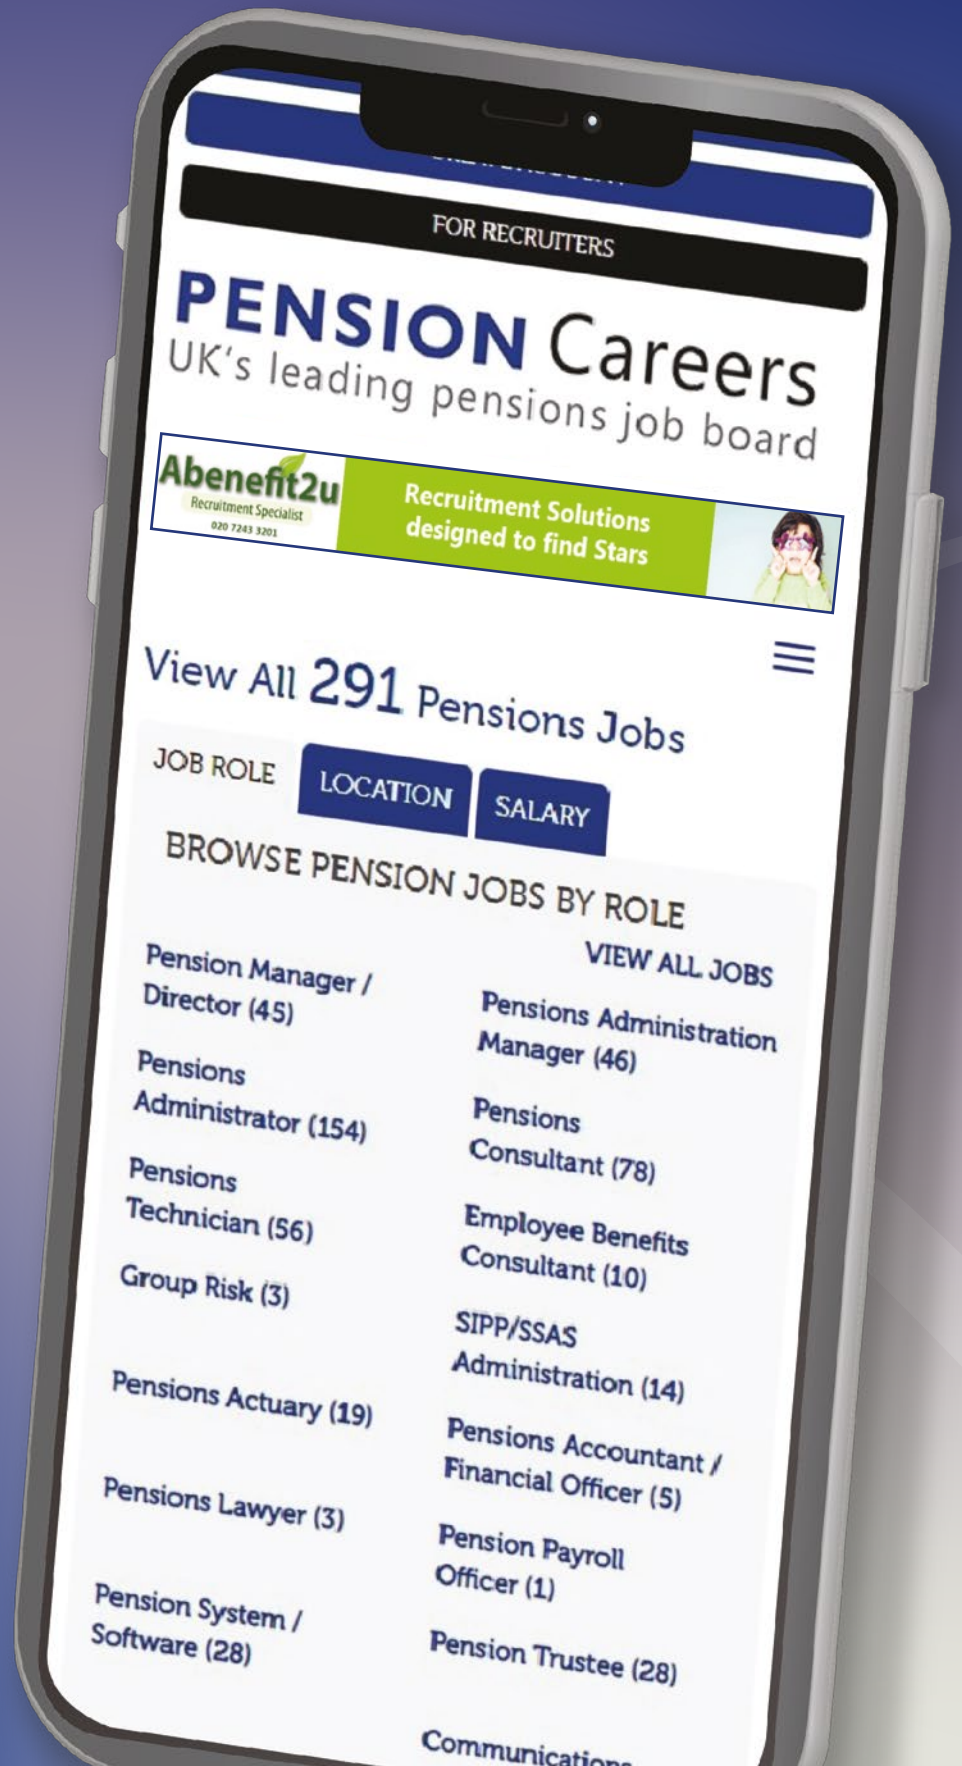 FOR RECRUITERS
PENSION Careers
UK's leading pensions job board
Abenefit2u
Recruitment Specialist
020 7243 3201
Recruitment Solutions
designed to find Stars
View All 291 Pensions Jobs
JOB ROLE
LOCATION
SALARY
BROWSE PENSION JOBS BY ROLE
VIEW ALL JOBS
Pension Manager /
Director (45)
Pensions Administration
Manager (46)
Pensions
Administrator (154)
Pensions
Consultant (78)
Pensions
Technician (56)
Employee Benefits
Consultant (10)
Group Risk (3)
SIPP/SSAS
Administration (14)
Pensions Actuary (19)
Pensions Accountant /
Financial Officer (5)
Pensions Lawyer (3)
Pension Payroll
Officer (1)
Pension System /
Software (28)
Pension Trustee (28)
Communications